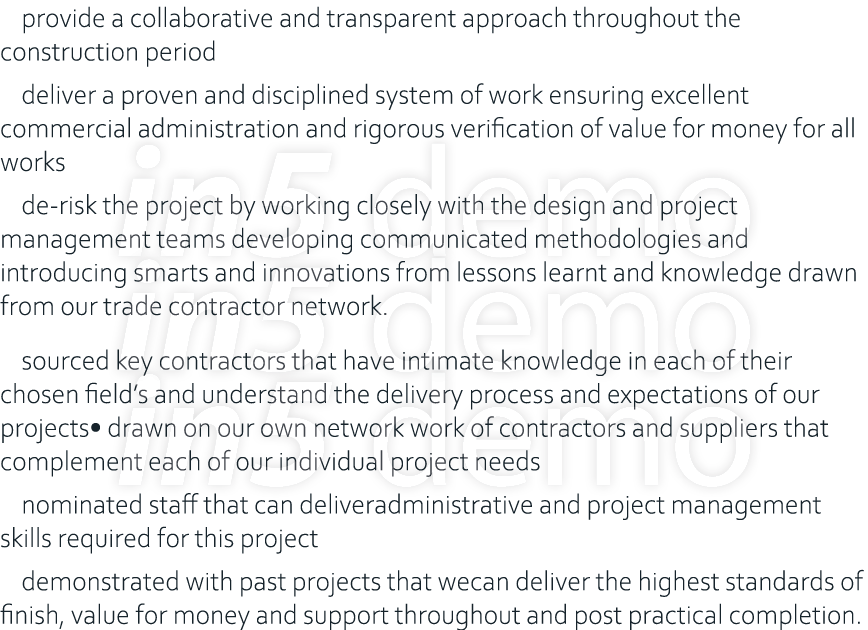 provide a collaborative and transparent approach throughout the
construction period
deliver a proven and disciplined system of work ensuring excellent
commercial administration and rigorous verification of value for money for all
works
de-risk the project by working closely with the design and project
management teams developing communicated methodologies and
introducing smarts and innovations from lessons learnt and knowledge drawn
from our trade contractor network.
sourced key contractors that have intimate knowledge in each of their
chosen field’s and understand the delivery process and expectations of our
projects• drawn on our own network work of contractors and suppliers that
complement each of our individual project needs
nominated staff that can deliveradministrative and project management
skills required for this project
demonstrated with past projects that wecan deliver the highest standards of
finish, value for money and support throughout and post practical completion.
in5 demo
in5 demo
in5 demo